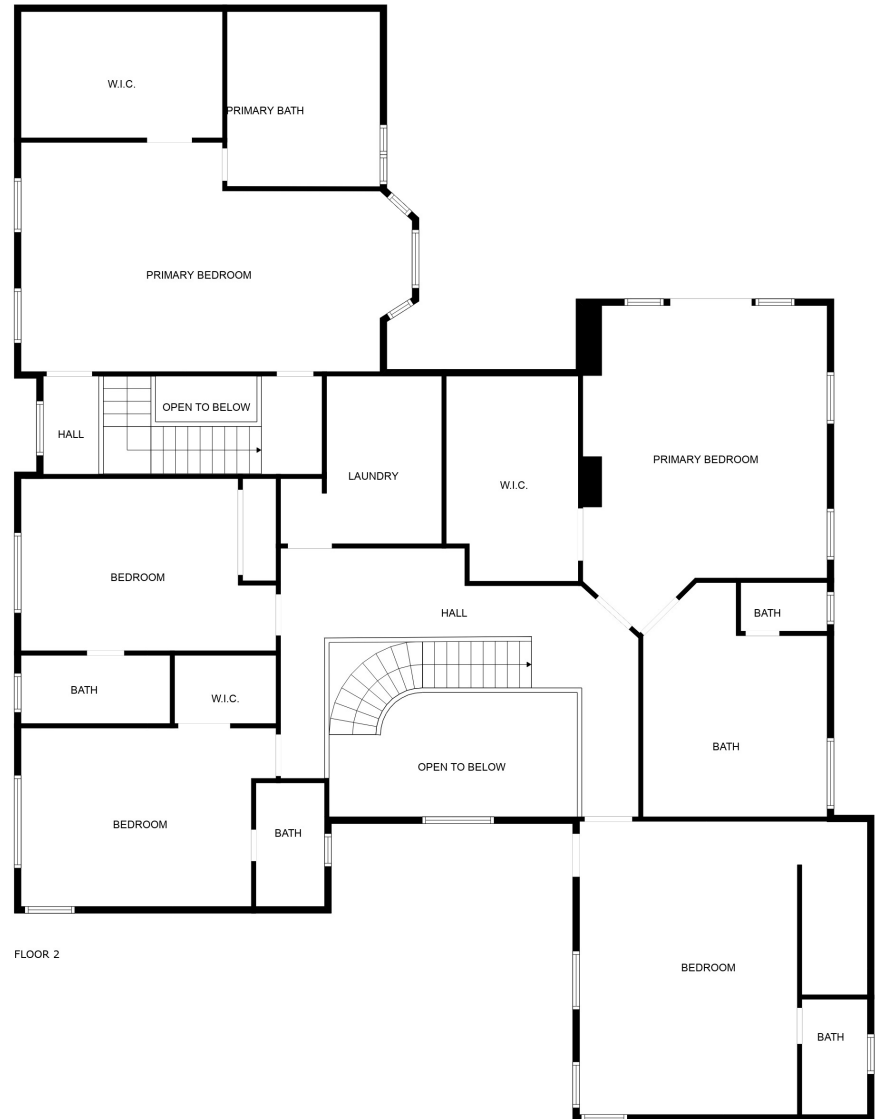 W.I.C.
PRIMARY BATH
PRIMARY BEDROOM
OPEN TO BELOW
HALL
LAUNDRY
W.I.C.
PRIMARY BEDROOM
BEDROOM
HALL
BATH
BATH
W.I.C.
BATH
OPEN TO BELOW
BEDROOM
BATH
FLOOR 2
BEDROOM
BATH